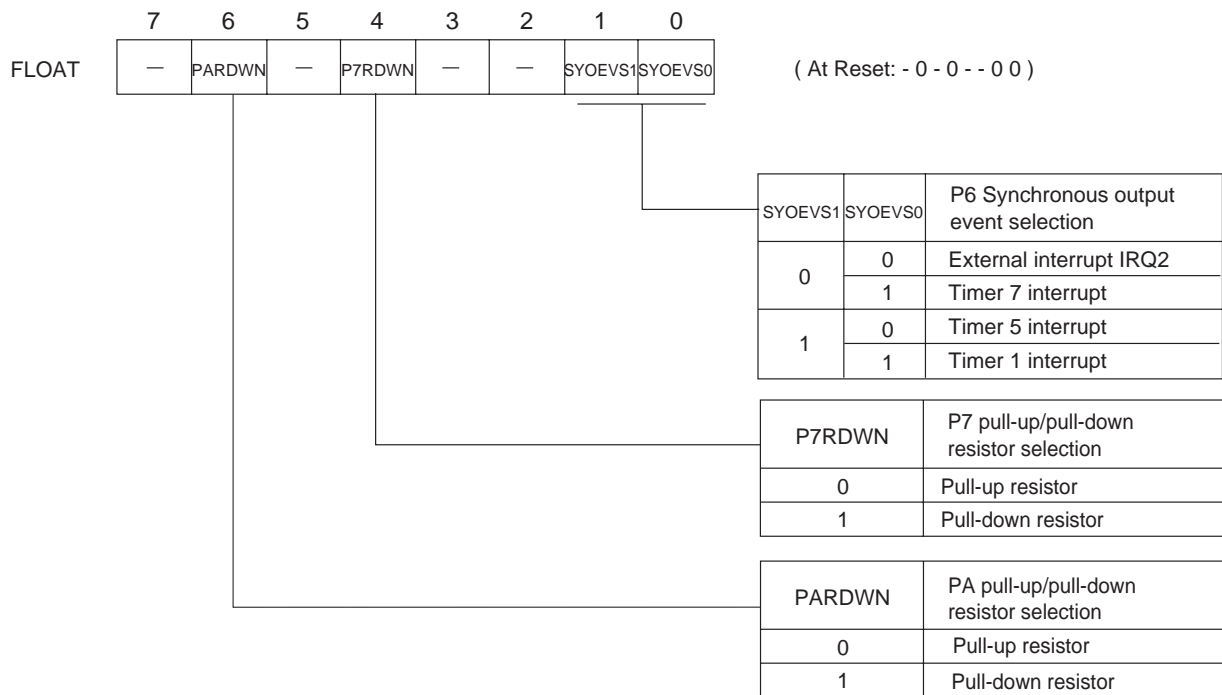 7 6 5 4 3 2 1 0
FLOAT — PARDWN — P7RDWN — — SYOEVS1 SYOEVS0 ( At Reset: - 0 - 0 - - 0 0 )
SYOEVS1 SYOEVS0 P6 Synchronous output
event selection
0 0 External interrupt IRQ2
1 Timer 7 interrupt
1 0 Timer 5 interrupt
1 Timer 1 interrupt
P7RDWN P7 pull-up/pull-down
resistor selection
0 Pull-up resistor
1 Pull-down resistor
PARDWN PA pull-up/pull-down
resistor selection
0 Pull-up resistor
1 Pull-down resistor